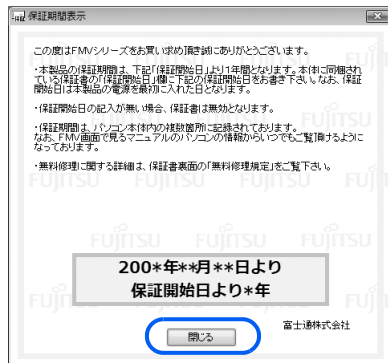 保証期間表示
この度はFMVシリーズをお買い求め頂き誠にありがとうございます。
・本製品の保証期間は、下記「保証開始日」より1年間となります。本体に同梱され
ている保証書の「保証開始日」欄に下記の保証開始日をお書き下さい。なお、保証
開始日は本製品の電源を最初に入れた日となります。
・保証開始日の記入が無い場合、保証書は無効となります。
・保証期間は、パソコン本体内の複数箇所に記録されております。
なお、FMV画面で見るマニュアルのパソコンの情報からいつでもご覧頂けるように
なっております。
・無料修理に関する詳細は、保証書裏面の「無料修理規定」をご覧下さい。
FUJITSU FUJITSU FUJITSU
200*年**月**日より
保証開始日より*年
富士通株式会社
閉じる